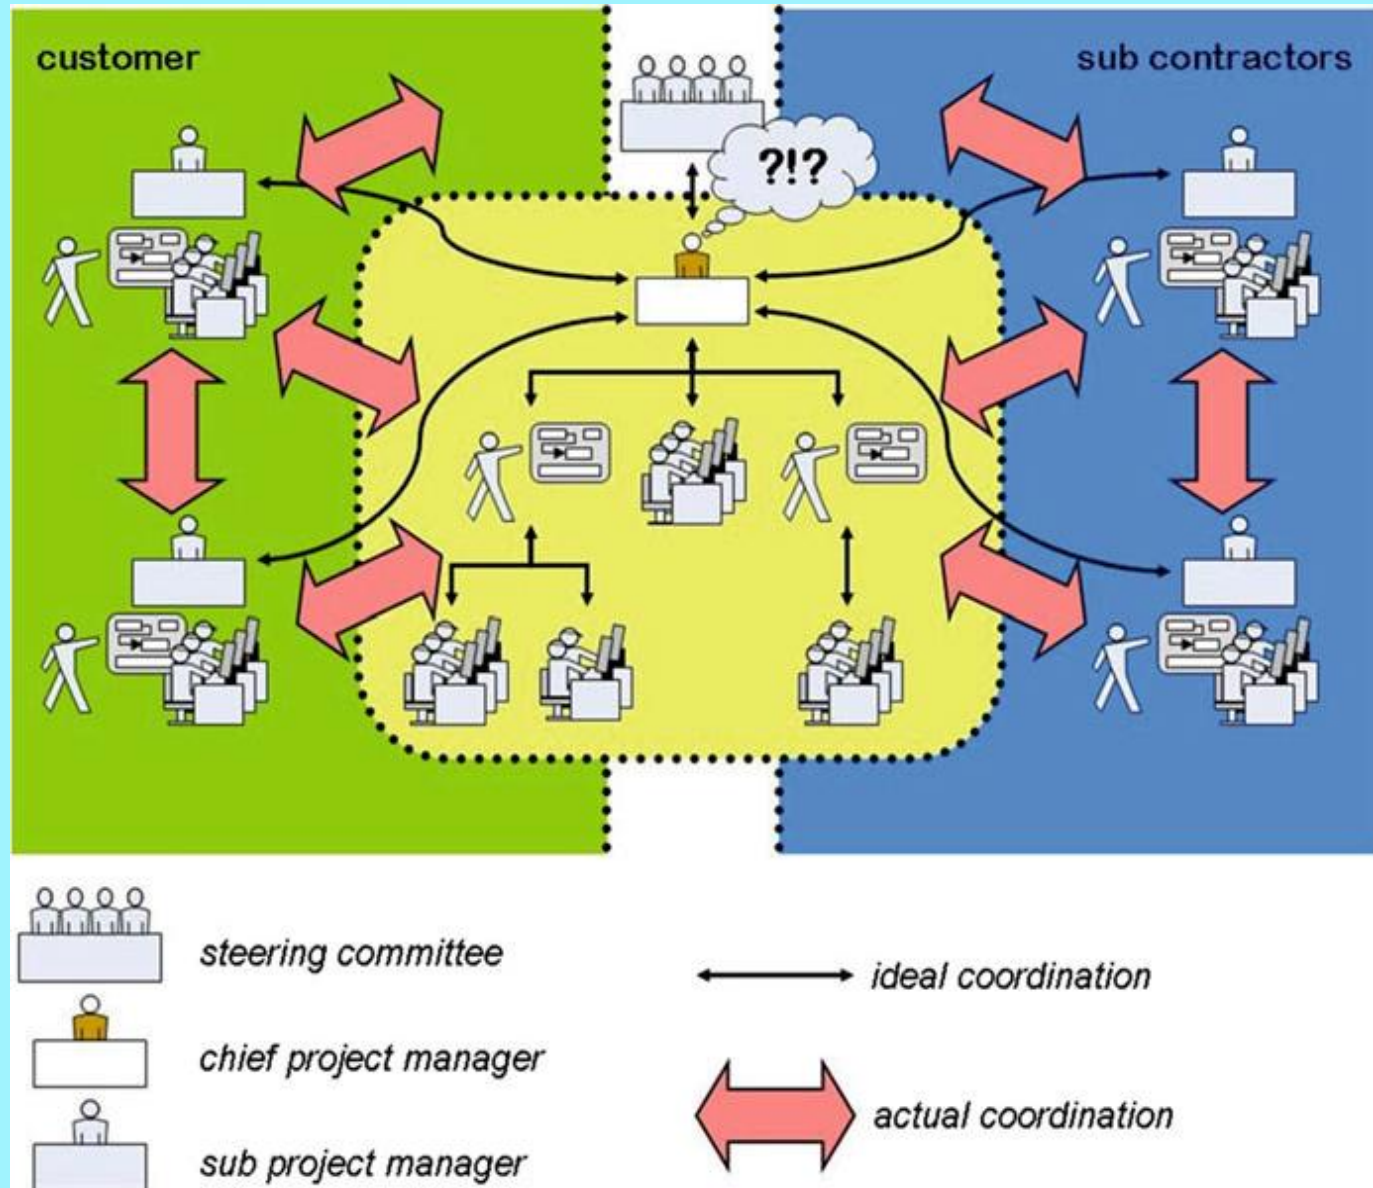 customer
sub contractors
?!?
steering committee
chief project manager
sub project manager
ideal coordination
actual coordination